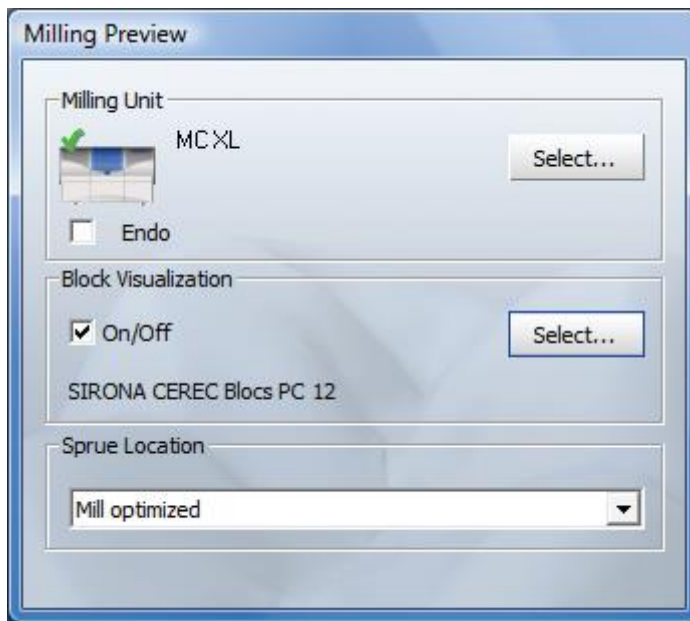 Milling Preview
Milling Unit
MC XL
Select...
Endo
Block Visualization
On/Off
Select...
SIRONA CEREC Blocs PC 12
Sprue Location
Mill optimized